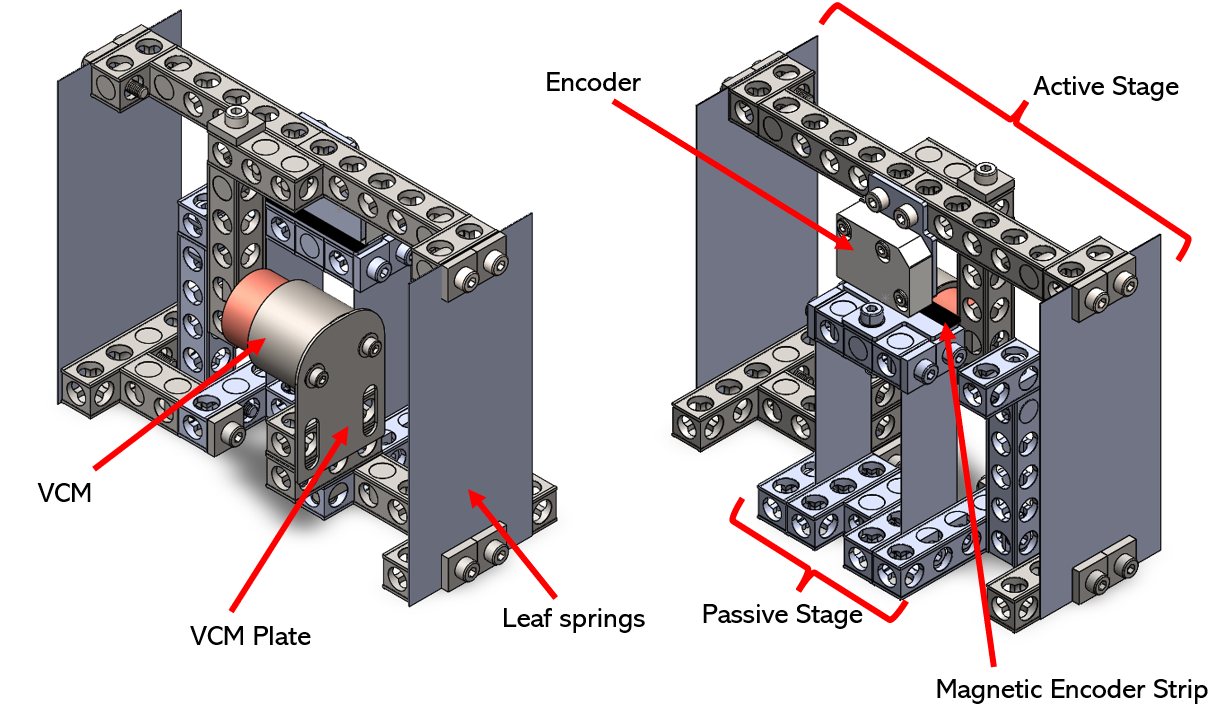 Encoder
Active Stage
VCM
VCM Plate
Leaf springs
Passive Stage
Magnetic Encoder Strip